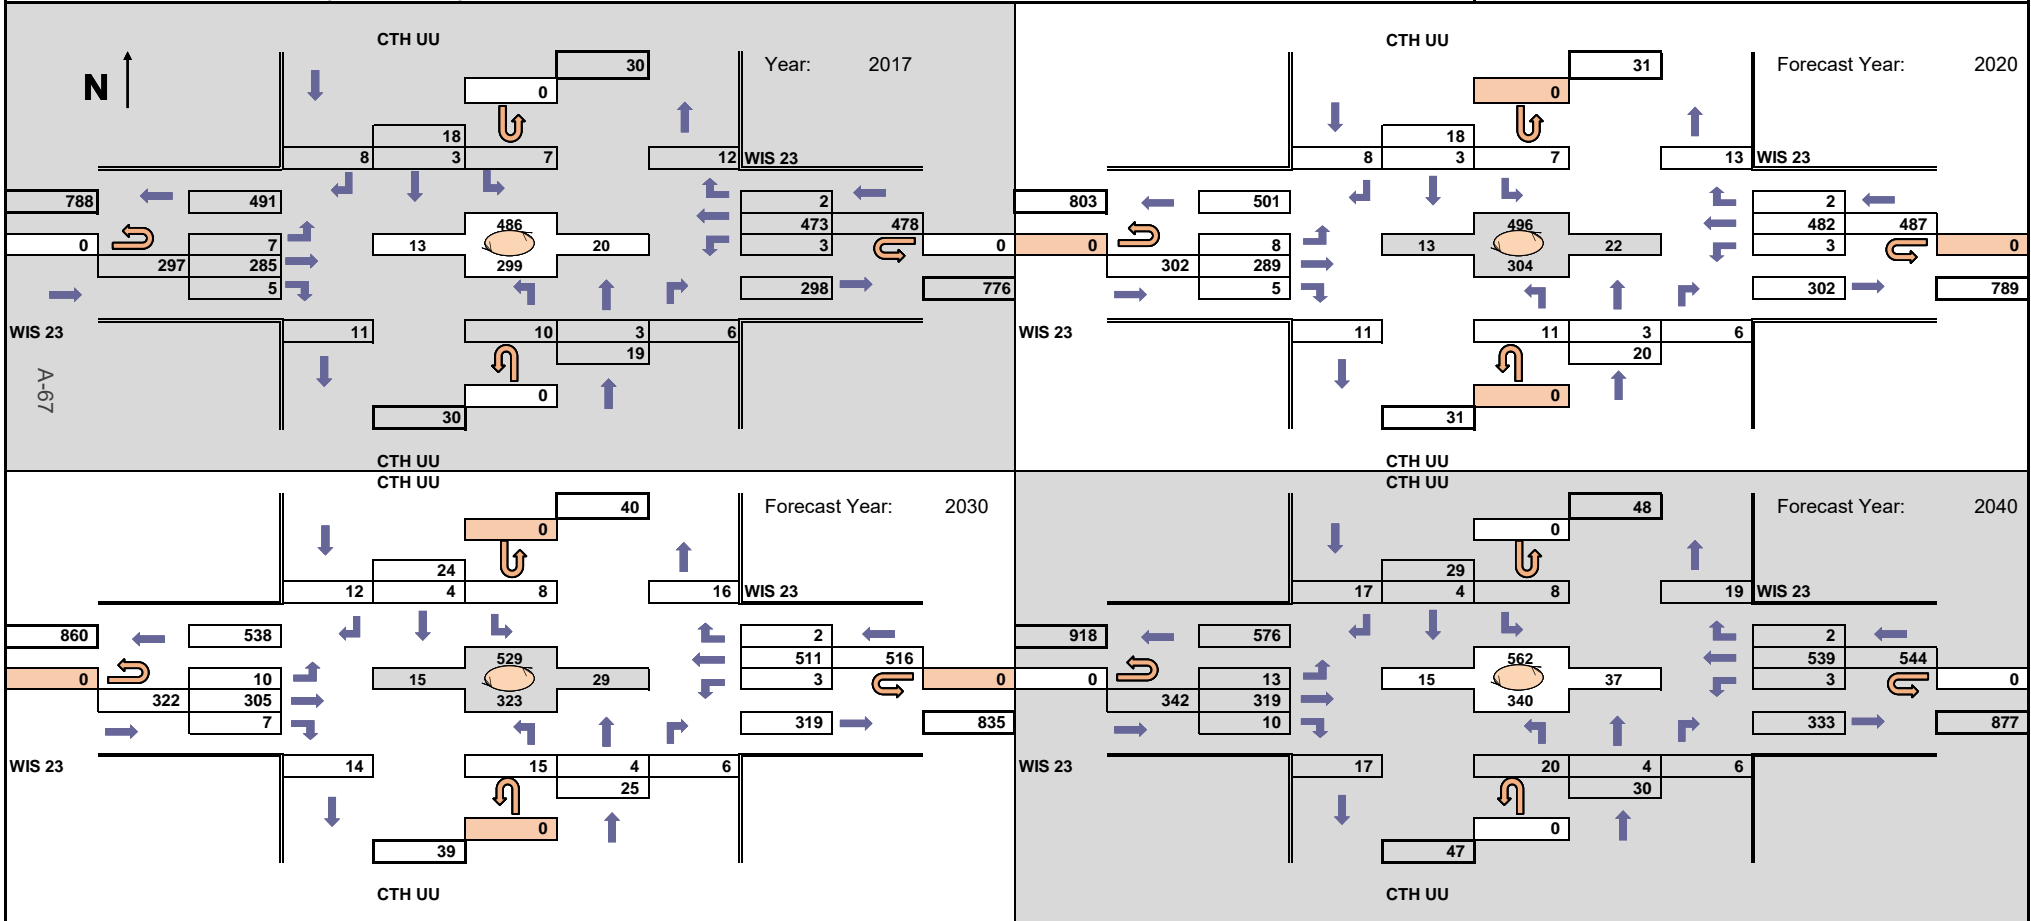 CTH UU
30
Year: 2017
N
0
18
8 3 7
12 WIS 23
788 491
2
486
473 478
0
7
13 20
3
0
297 285
299
5
298 776
WIS 23
11
10 3 6
19
A-67
0
30
CTH UU
CTH UU
31
Forecast Year: 2020
0
18
8 3 7
13 WIS 23
803 501
2
496
482 487
0
8
13 22
3
0
302 289
304
5
302 789
WIS 23
11
11 3 6
20
0
31
CTH UU
CTH UU
40
Forecast Year: 2030
0
24
12 4 8
16 WIS 23
860 538
2
529
511 516
0
10
15 29
3
0
322 305
323
7
319 835
WIS 23
14
15 4 6
25
0
39
CTH UU
CTH UU
48
Forecast Year: 2040
0
29
17 4 8
19 WIS 23
918 576
2
562
539 544
0
13
15 37
3
0
342 319
340
10
333 877
WIS 23
17
20 4 6
30
0
47
CTH UU